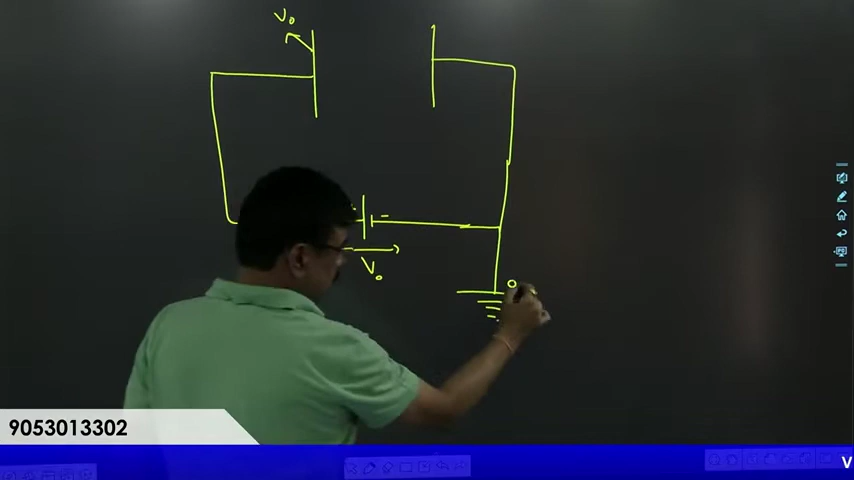 V₀
+ -
V₀
0
9053013302
V